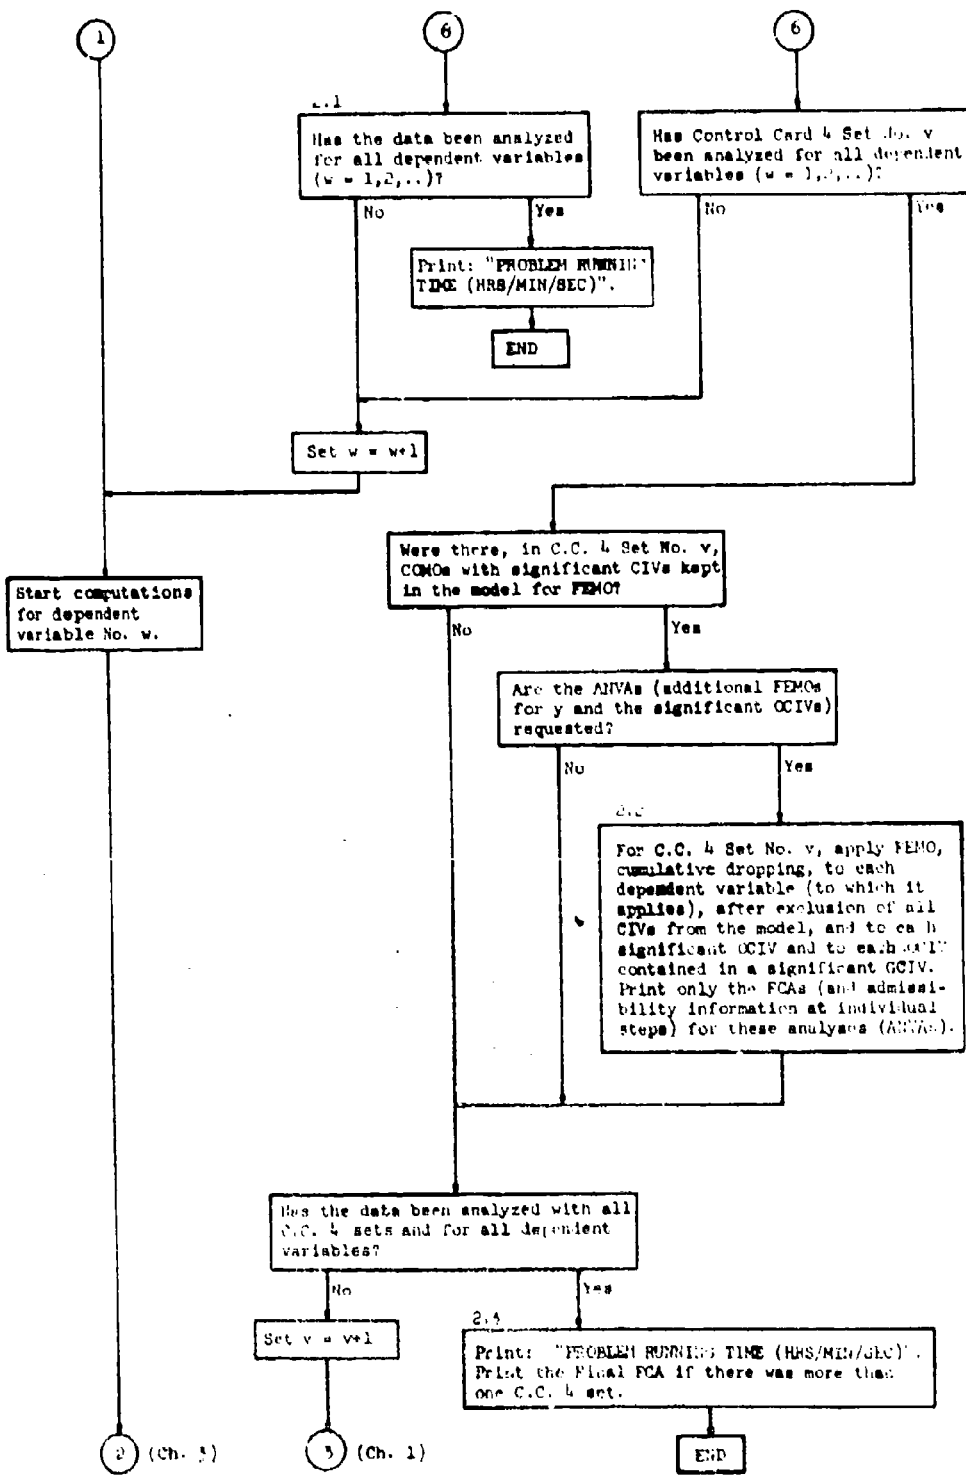 1
6
Has the data been analyzed
for all dependent variables
(w = 1,2,..)?
Has Control Card 4 Set v
been analyzed for all dependent
variables (w = 1,2,..)?
No
Yes
No
Yes
Print: "PROBLEM RUNNING
TIME (HRS/MIN/SEC)".
END
Set w = w+1
Were there, in C.C. 4 Set No. v,
COMOs with significant CIVs kept
in the model for FEMO?
Start computations
for dependent
variable No. w.
No
Yes
Are the ANVAs (additional FEMOs
for y and the significant OCIVs)
requested?
No
Yes
For C.C. 4 Set No. v, apply FEMO,
cumulative dropping, to each
dependent variable (to which it
applies), after exclusion of all
CIVs from the model, and to each
significant OCIV and to each
contained in a significant GCIV.
Print only the FCAs (and admissi-
bility information at individual
steps) for these analyses (ANVAs).
Has the data been analyzed with all
C.C. 4 sets and for all dependent
variables?
No
Yes
Set v = v+1
Print: "PROBLEM RUNNING TIME (HRS/MIN/SEC)".
Print the Final FCA if there was more than
one C.C. 4 set.
(Ch. 3)
3 (Ch. 1)
END